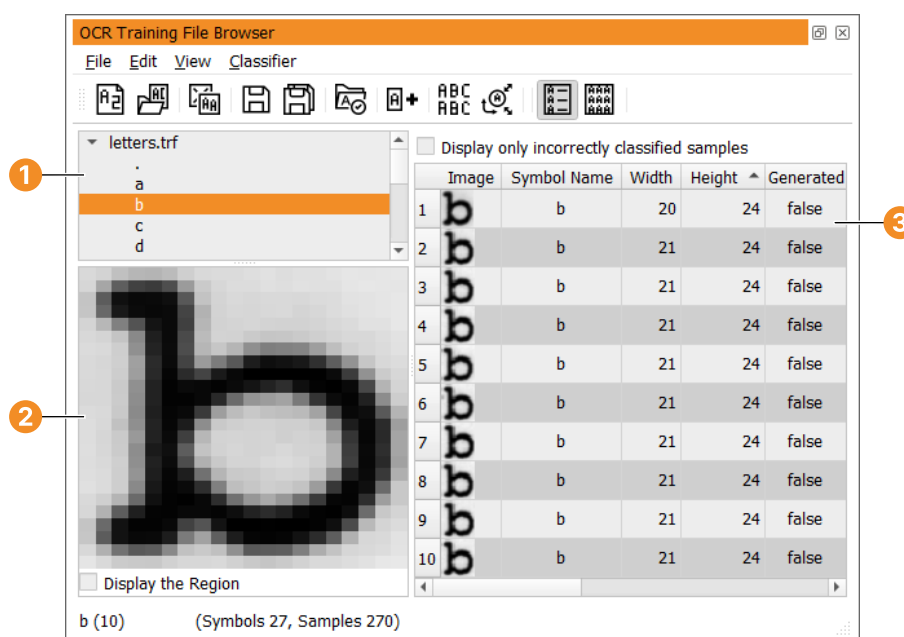 OCR Training File Browser
File Edit View Classifier
letters.trf
.
a
b
c
d
Display only incorrectly classified samples
Image Symbol Name Width Height Generated
1 b b 20 24 false
2 b b 21 24 false
3 b b 21 24 false
4 b b 21 24 false
5 b b 21 24 false
6 b b 21 24 false
7 b b 21 24 false
8 b b 21 24 false
9 b b 21 24 false
10 b b 21 24 false
b
Display the Region
b (10) (Symbols 27, Samples 270)
1
2
3